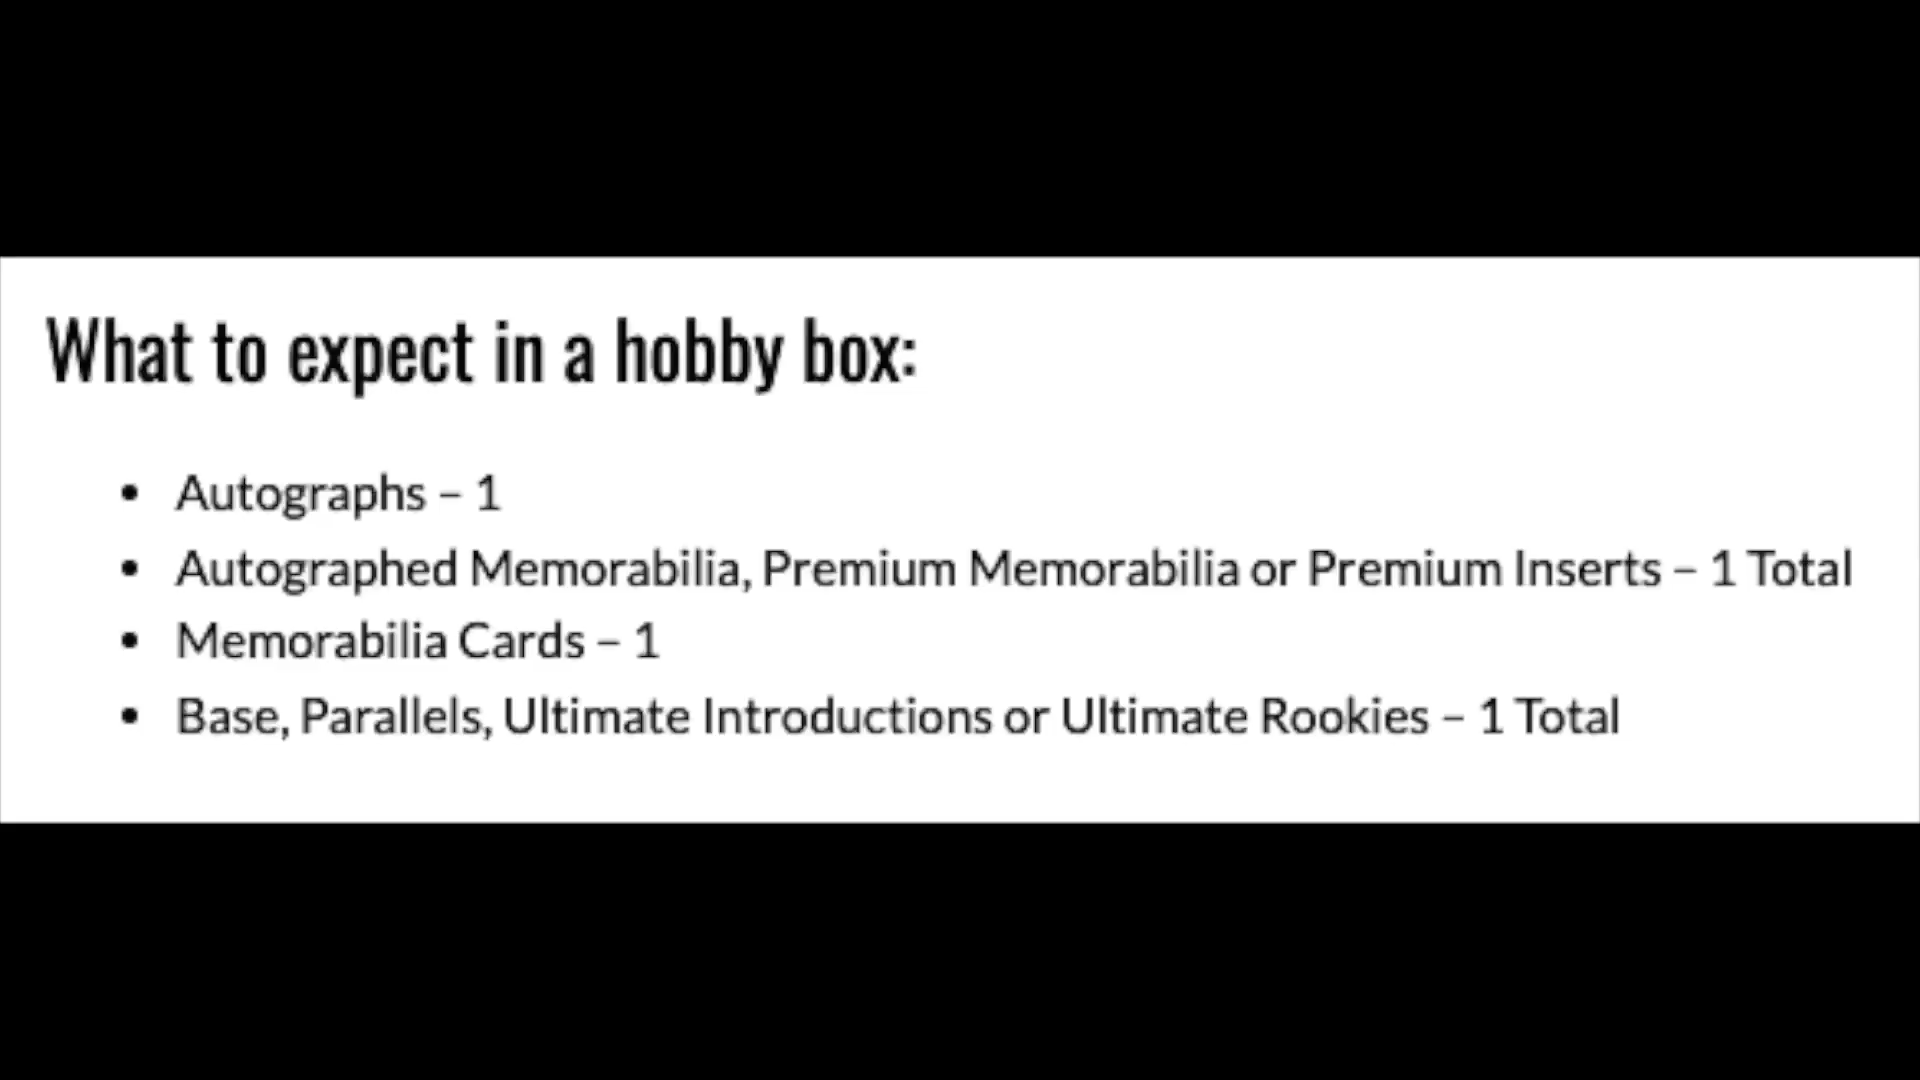 What to expect in a hobby box:
• Autographs – 1
• Autographed Memorabilia, Premium Memorabilia or Premium Inserts – 1 Total
• Memorabilia Cards – 1
• Base, Parallels, Ultimate Introductions or Ultimate Rookies – 1 Total